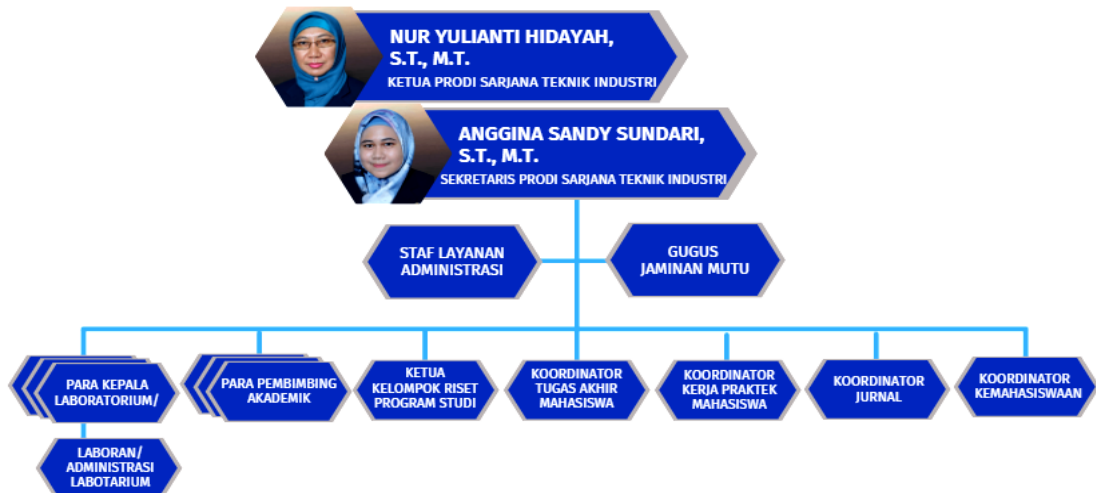 NUR YULIANTI HIDAYAH,
S.T., M.T.
KETUA PRODI SARJANA TEKNIK INDUSTRI
ANGGINA SANDY SUNDARI,
S.T., M.T.
SEKRETARIS PRODI SARJANA TEKNIK INDUSTRI
STAF LAYANAN
ADMINISTRASI
GUGUS
JAMINAN MUTU
PARA KEPALA
LABORATORIUM/
PARA PEMBIMBING
AKADEMIK
KETUA
KELOMPOK RISET
PROGRAM STUDI
KOORDINATOR
TUGAS AKHIR
MAHASISWA
KOORDINATOR
KERJA PRAKTEK
MAHASISWA
KOORDINATOR
JURNAL
KOORDINATOR
KEMAHASISWAAN
LABORAN/
ADMINISTRASI
LABOTARIUM